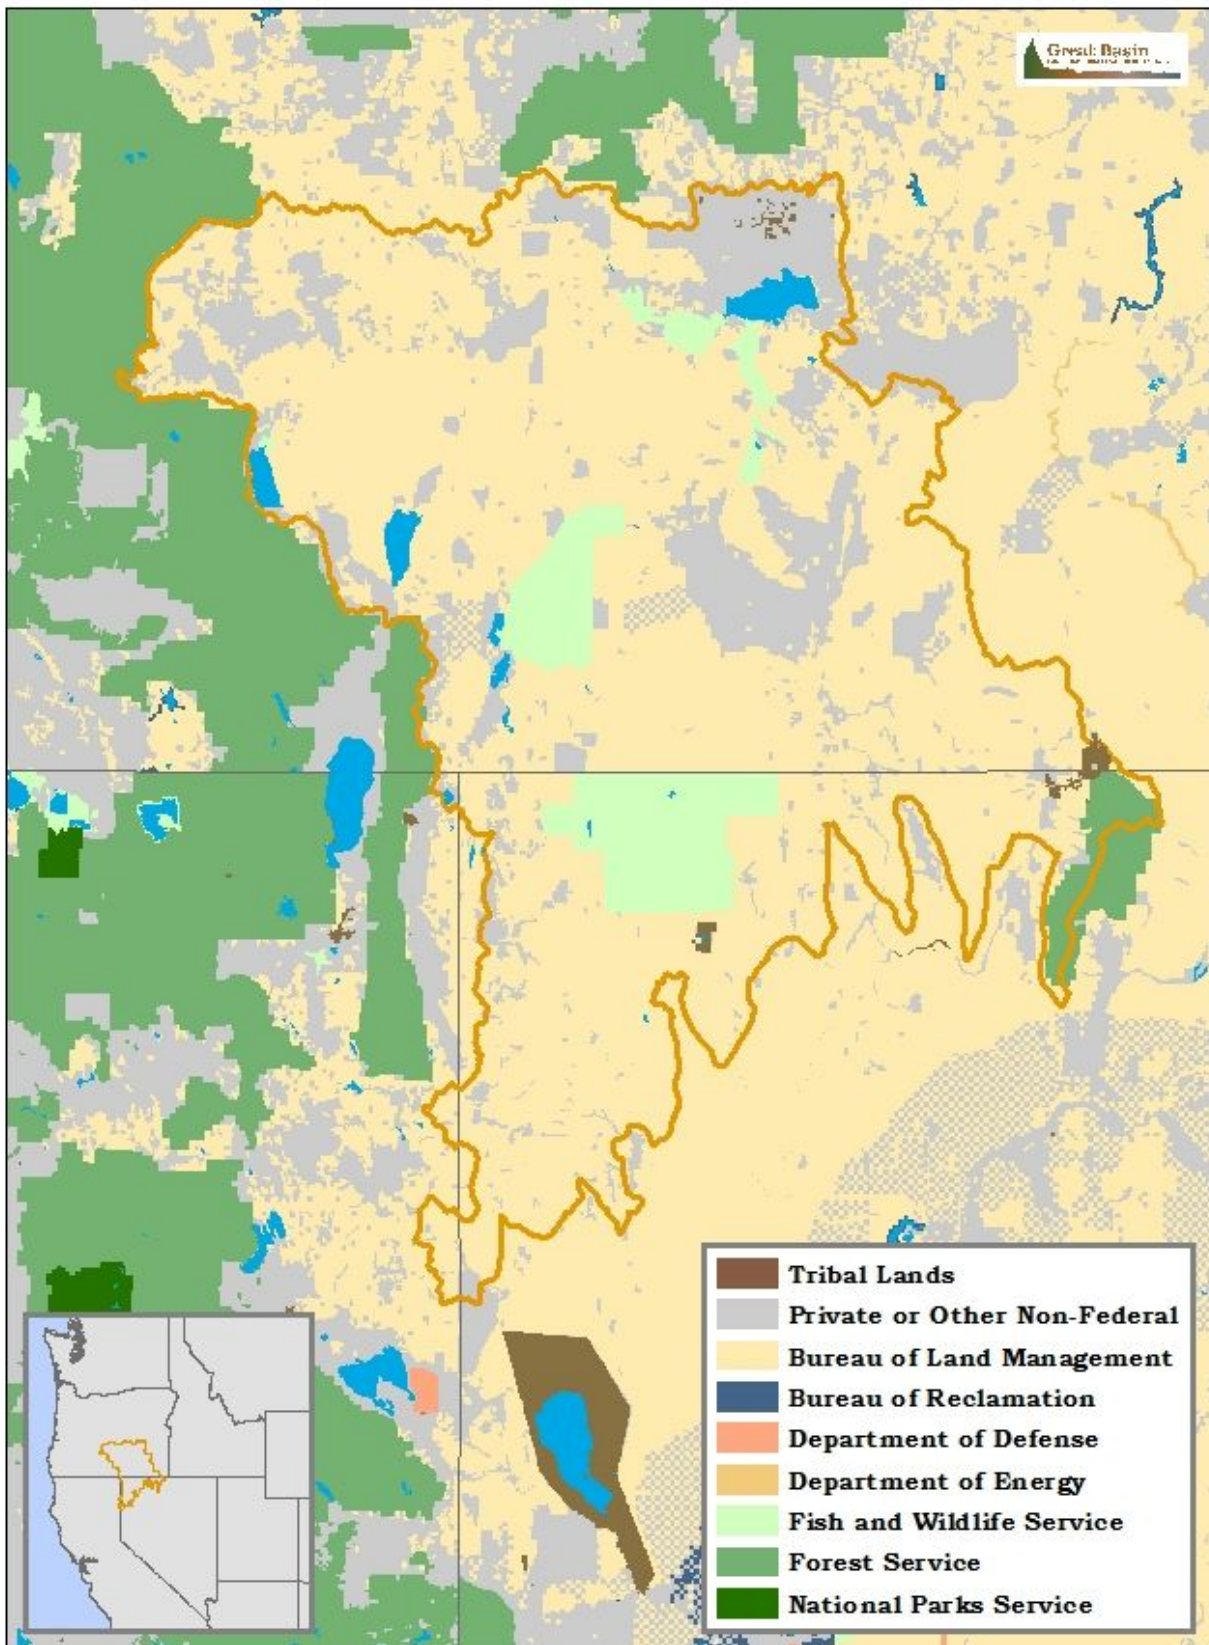 Great Basin
Tribal Lands
Private or Other Non-Federal
Bureau of Land Management
Bureau of Reclamation
Department of Defense
Department of Energy
Fish and Wildlife Service
Forest Service
National Parks Service